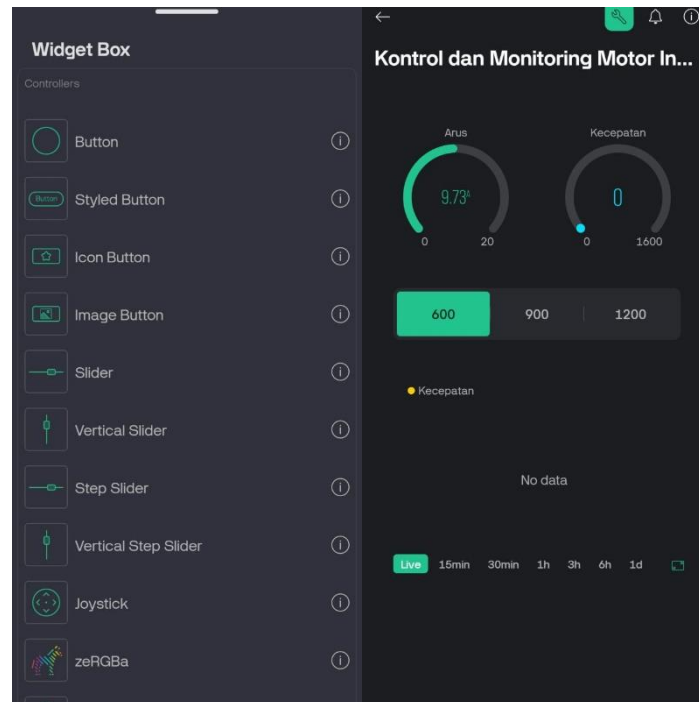 Widget Box
Controllers
Button
Button
Styled Button
Icon Button
Image Button
Slider
Vertical Slider
Step Slider
Vertical Step Slider
Joystick
zeRGBa
Kontrol dan Monitoring Motor In...
Arus
Kecepatan
9.73A
0
0
20
0
1600
600
900
1200
Kecepatan
No data
Live
15min
30min
1h
3h
6h
1d